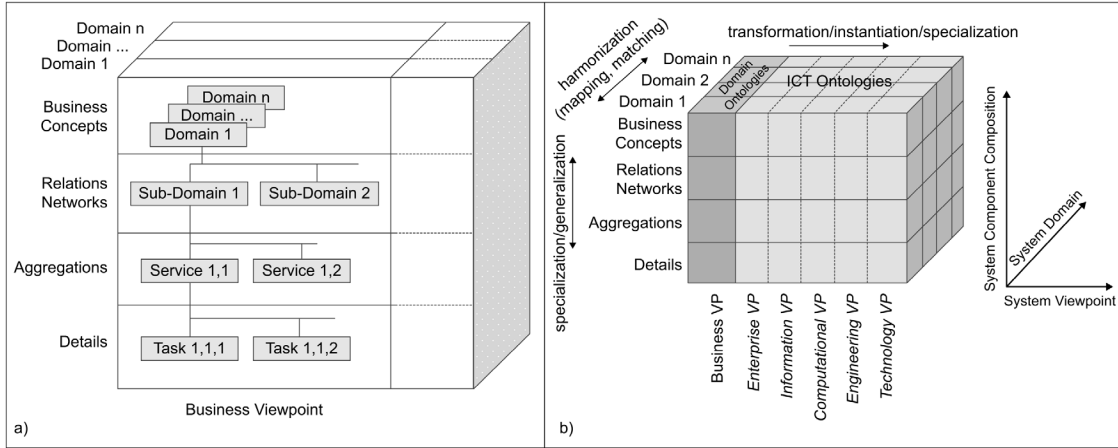 Domain n
Domain ...
Domain 1
Business
Concepts
Domain n
Domain ...
Domain 1
Relations
Networks
Sub-Domain 1
Sub-Domain 2
Aggregations
Service 1,1
Service 1,2
Details
Task 1,1,1
Task 1,1,2
Business Viewpoint
a)
harmonization
(mapping, matching)
transformation/instantiation/specialization
Domain n
Domain 2
Domain 1
Domain
Ontologies
ICT Ontologies
specialization/generalization
Business
Concepts
Relations
Networks
Aggregations
Details
Business VP
Enterprise VP
Information VP
Computational VP
Engineering VP
Technology VP
System Component Composition
System Domain
System Viewpoint
b)